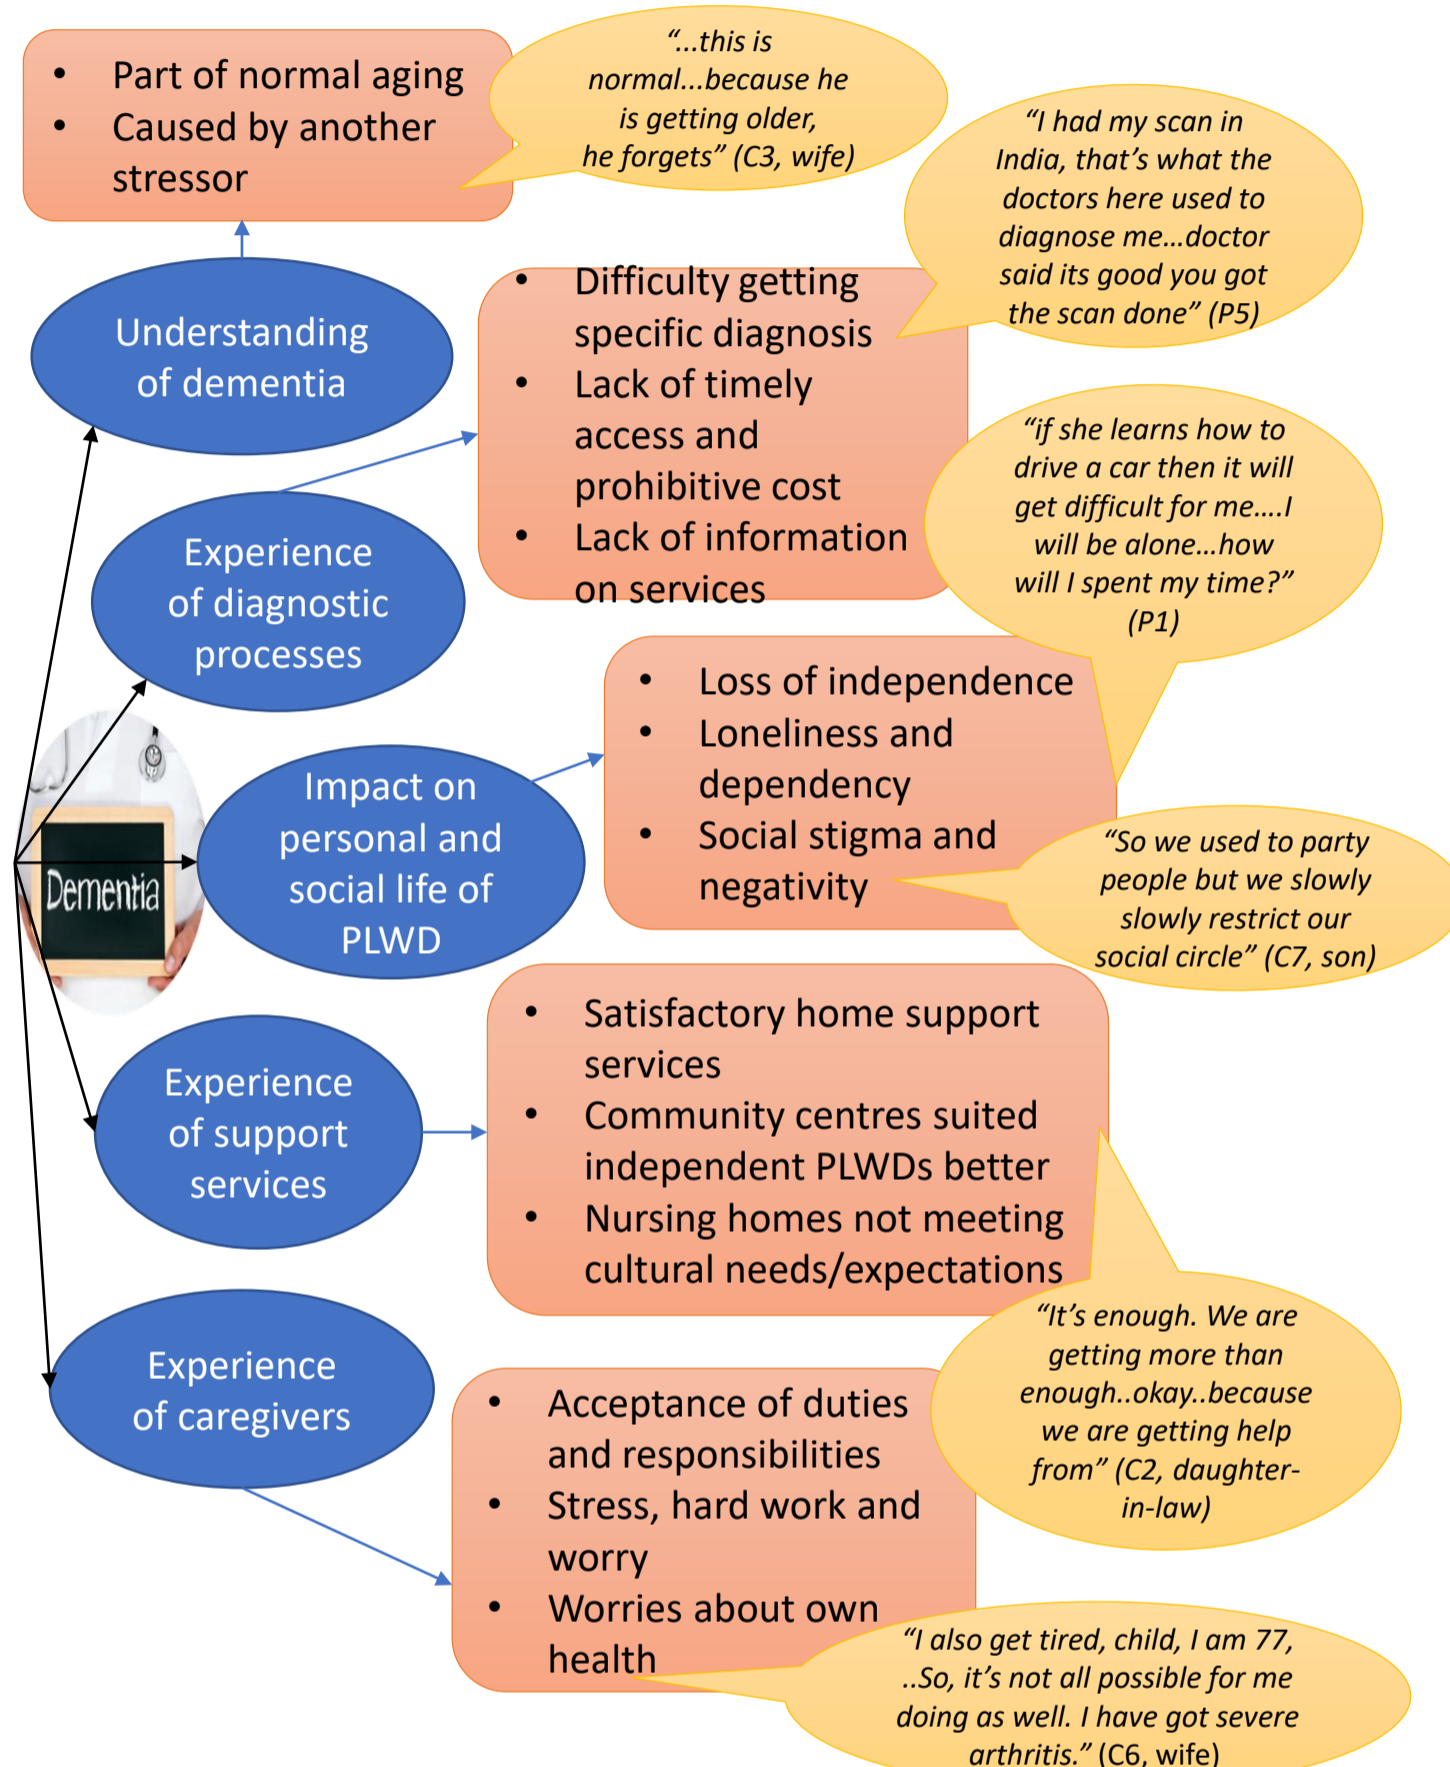 • Part of normal aging
• Caused by another
stressor
“...this is
normal...because he
is getting older,
he forgets” (C3, wife)
Understanding
of dementia
“I had my scan in
India, that’s what the
doctors here used to
diagnose me...doctor
said its good you got
the scan done” (P5)
• Difficulty getting
specific diagnosis
• Lack of timely
access and
prohibitive cost
• Lack of information
on services
Experience
of diagnostic
processes
“if she learns how to
drive a car then it will
get difficult for me....I
will be alone...how
will I spent my time?”
(P1)
• Loss of independence
• Loneliness and
dependency
• Social stigma and
negativity
Impact on
personal and
social life of
PLWD
Dementia
“So we used to party
people but we slowly
slowly restrict our
social circle” (C7, son)
• Satisfactory home support
services
• Community centres suited
independent PLWDs better
• Nursing homes not meeting
cultural needs/expectations
Experience
of support
services
“It’s enough. We are
getting more than
enough..okay..because
we are getting help
from” (C2, daughter-
in-law)
Experience
of caregivers
• Acceptance of duties
and responsibilities
• Stress, hard work and
worry
• Worries about own
health
“I also get tired, child, I am 77,
..So, it’s not all possible for me
doing as well. I have got severe
arthritis.” (C6, wife)